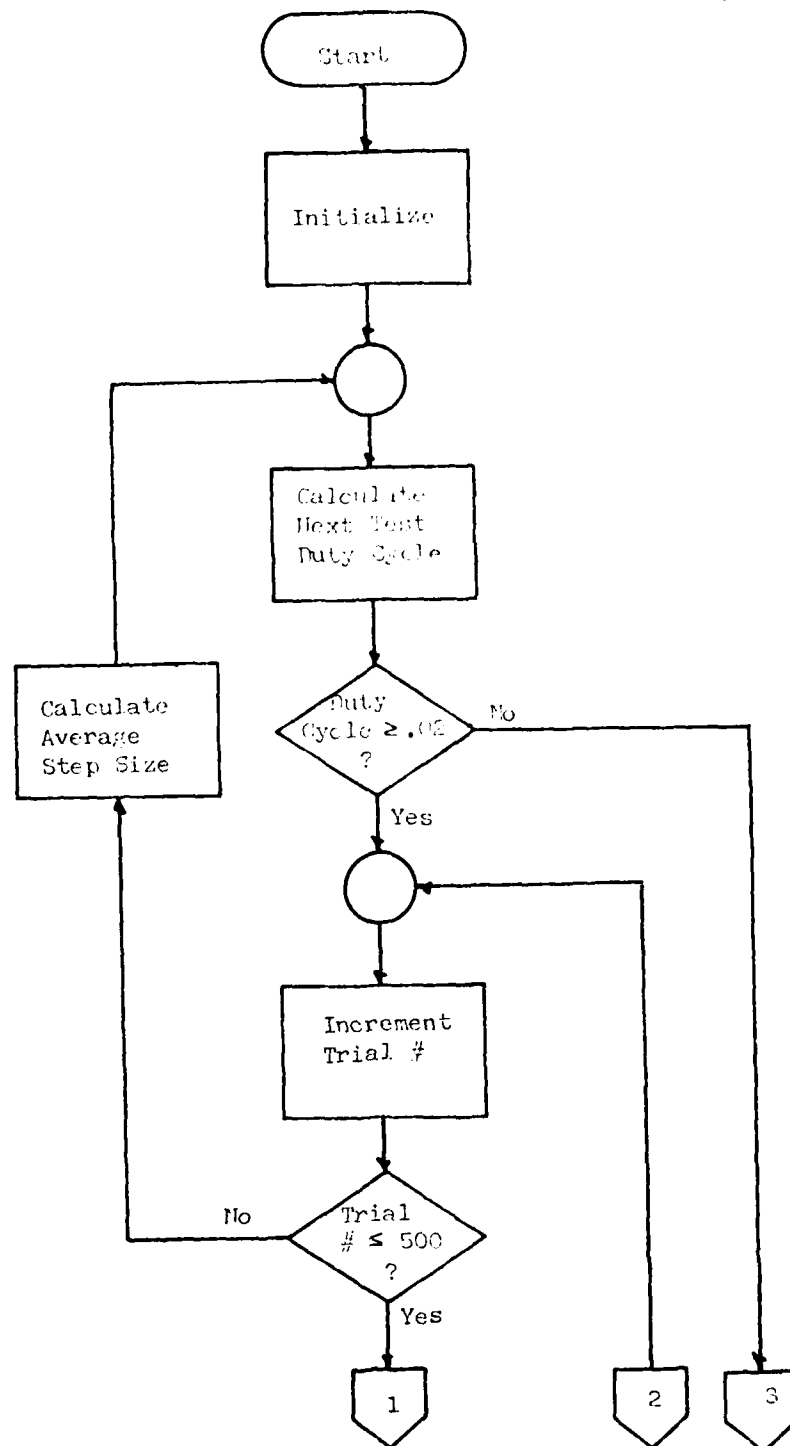 Start
Initialize
Calculate
Next Test
Duty Cycle
Calculate
Average
Step Size
Duty
Cycle ≥ .02
?
No
Yes
Increment
Trial #
Trial
# ≤ 500
?
No
Yes
1
2
3